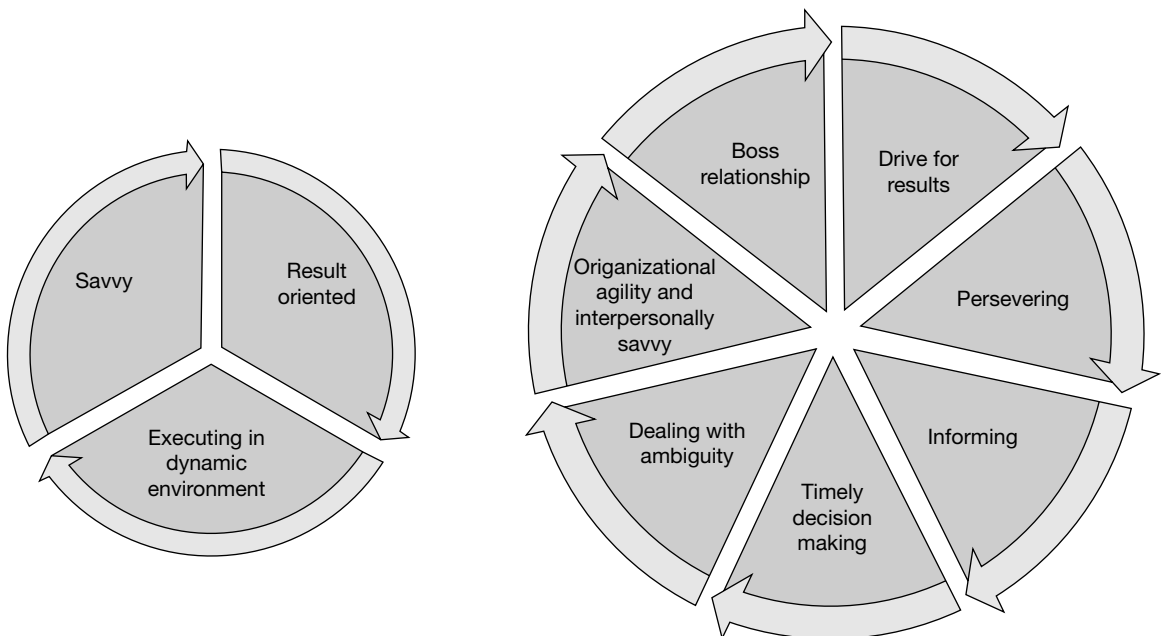 Savvy
Result
oriented
Executing in
dynamic
environment
Boss
relationship
Drive for
results
Persevering
Informing
Timely
decision
making
Dealing with
ambiguity
Origanizational
agility and
interpersonally
savvy